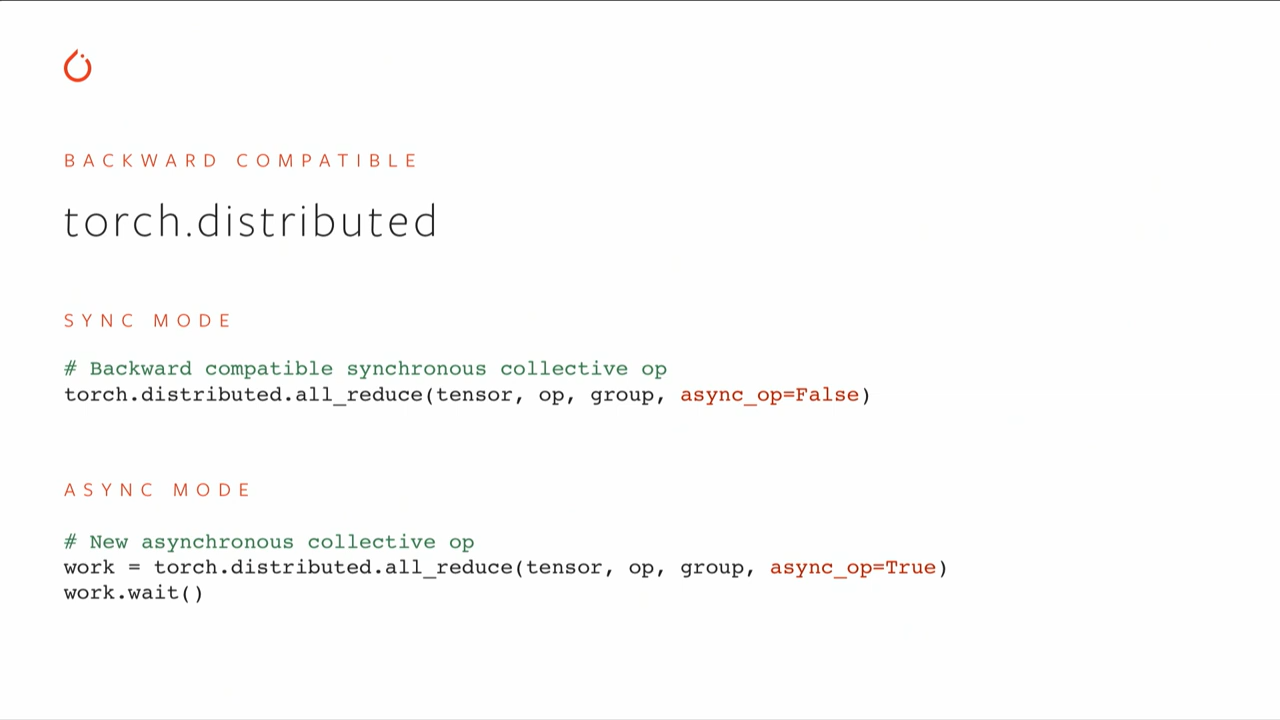 BACKWARD COMPATIBLE
torch.distributed
SYNC MODE
# Backward compatible synchronous collective op
torch.distributed.all_reduce(tensor, op, group, async_op=False)
ASYNC MODE
# New asynchronous collective op
work = torch.distributed.all_reduce(tensor, op, group, async_op=True)
work.wait()